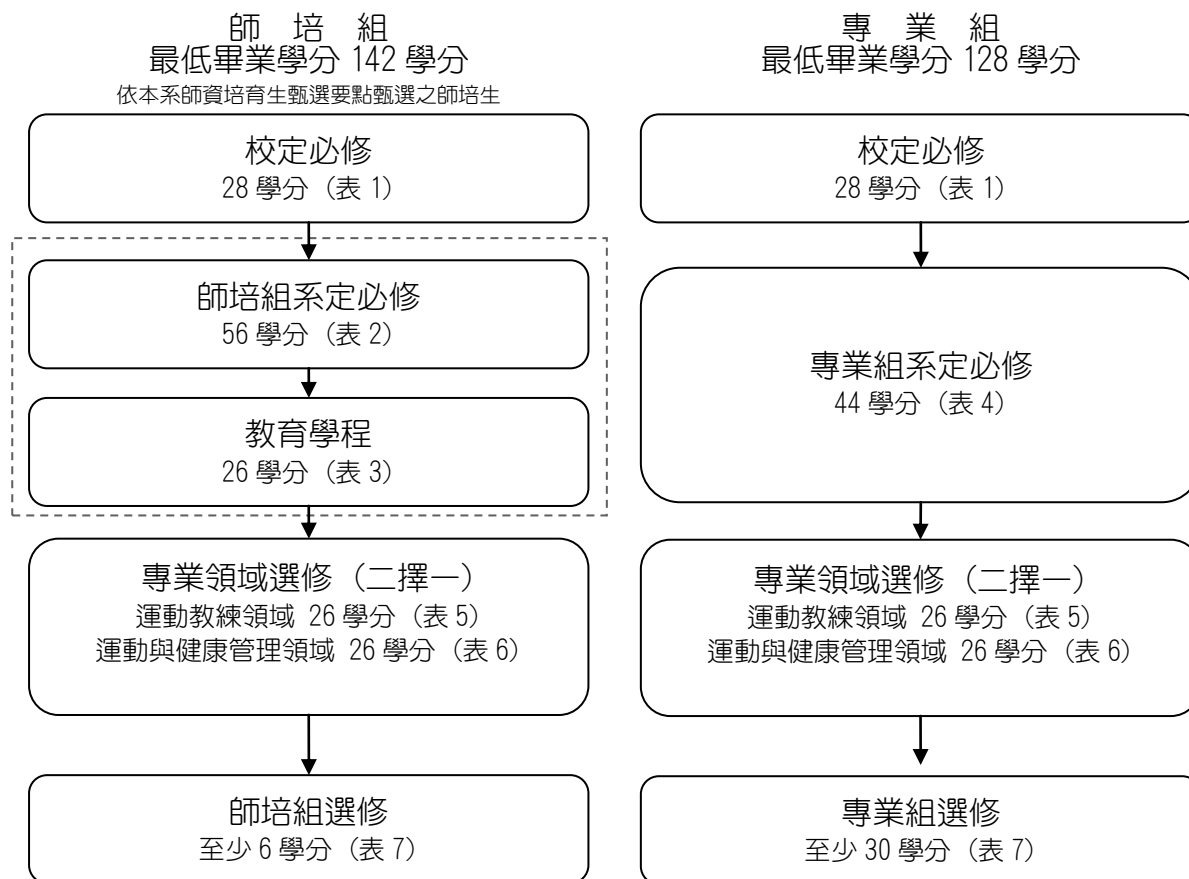 師 培 組
最低畢業學分 142 學分
依本系師資培育生甄選要點甄選之師培生
校定必修
28 學分（表 1）
師培組系定必修
56 學分（表 2）
教育學程
26 學分（表 3）
專業領域選修（二擇一）
運動教練領域 26 學分（表 5）
運動與健康管理領域 26 學分（表 6）
師培組選修
至少 6 學分（表 7）
專 業 組
最低畢業學分 128 學分
校定必修
28 學分（表 1）
專業組系定必修
44 學分（表 4）
專業領域選修（二擇一）
運動教練領域 26 學分（表 5）
運動與健康管理領域 26 學分（表 6）
專業組選修
至少 30 學分（表 7）